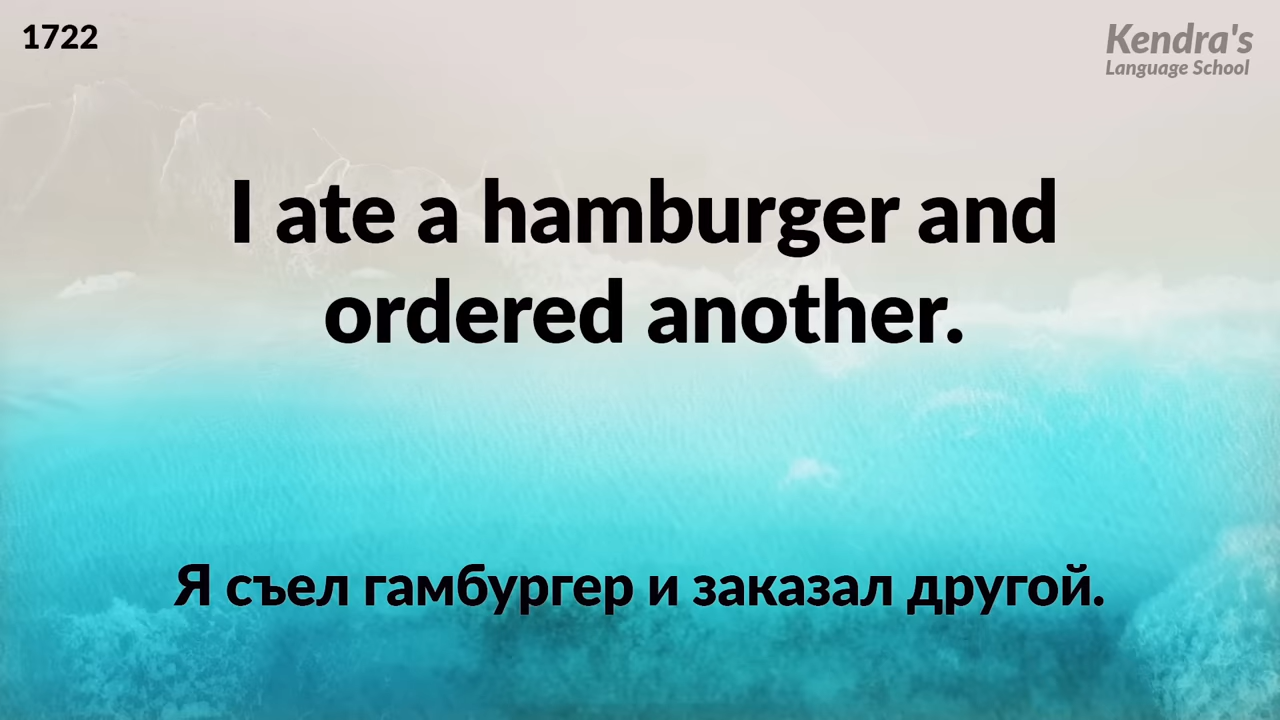 1722
Kendra's
Language School
I ate a hamburger and
ordered another.
Я съел гамбургер и заказал другой.